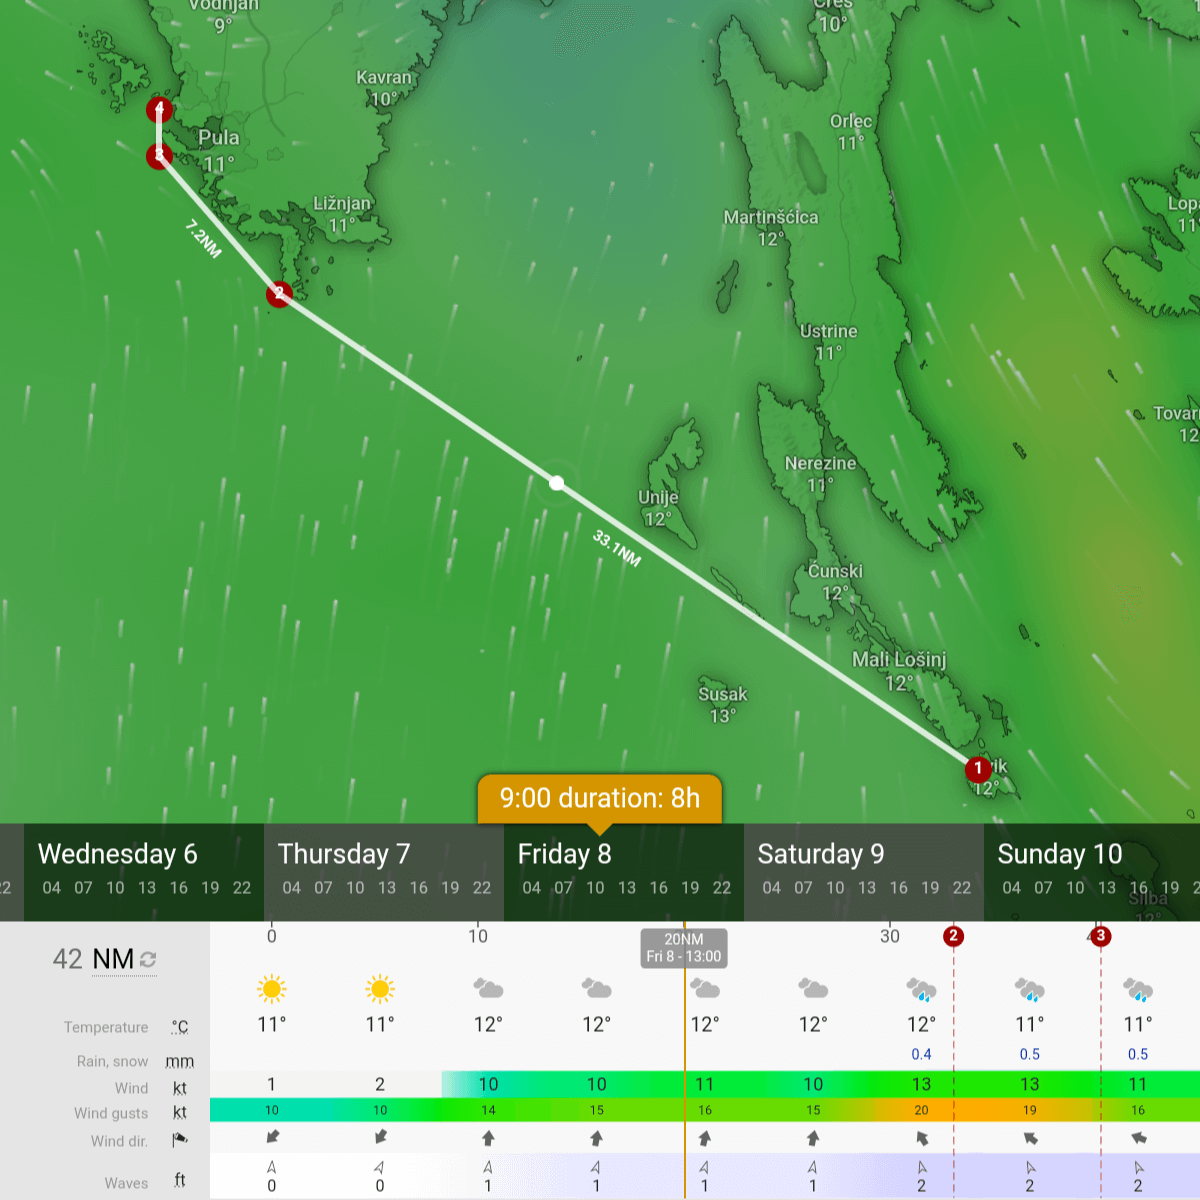 Vodnjan
9°
Cres
10°
Kavran
10°
4
Orlec
11°
Pula
11°
3
Ližnjan
11°
Martinšćica
12°
Lopa
11
7.2NM
2
Ustrine
11°
Tovar
12
Nerezine
11°
Unije
12°
33.1NM
Ćunski
12°
Mali Lošinj
12°
Susak
13°
1
ik
12°
9:00 duration: 8h
Wednesday 6
Thursday 7
Friday 8
Saturday 9
Sunday 10
22 04 07 10 13 16 19 22 04 07 10 13 16 19 22 04 07 10 13 16 19 22 04 07 10 13 16 19 22 04 07 10 13 16 19 2
Silba
12°
0 10 30 2 4 3
20NM
Fri 8 - 13:00
42 NM
Temperature °C 11° 11° 12° 12° 12° 12° 12° 11° 11°
Rain, snow mm 0.4 0.5 0.5
Wind kt 1 2 10 10 11 10 13 13 11
Wind gusts kt 10 10 14 15 16 15 20 19 16
Wind dir.
Waves ft 0 0 1 1 1 1 2 2 2